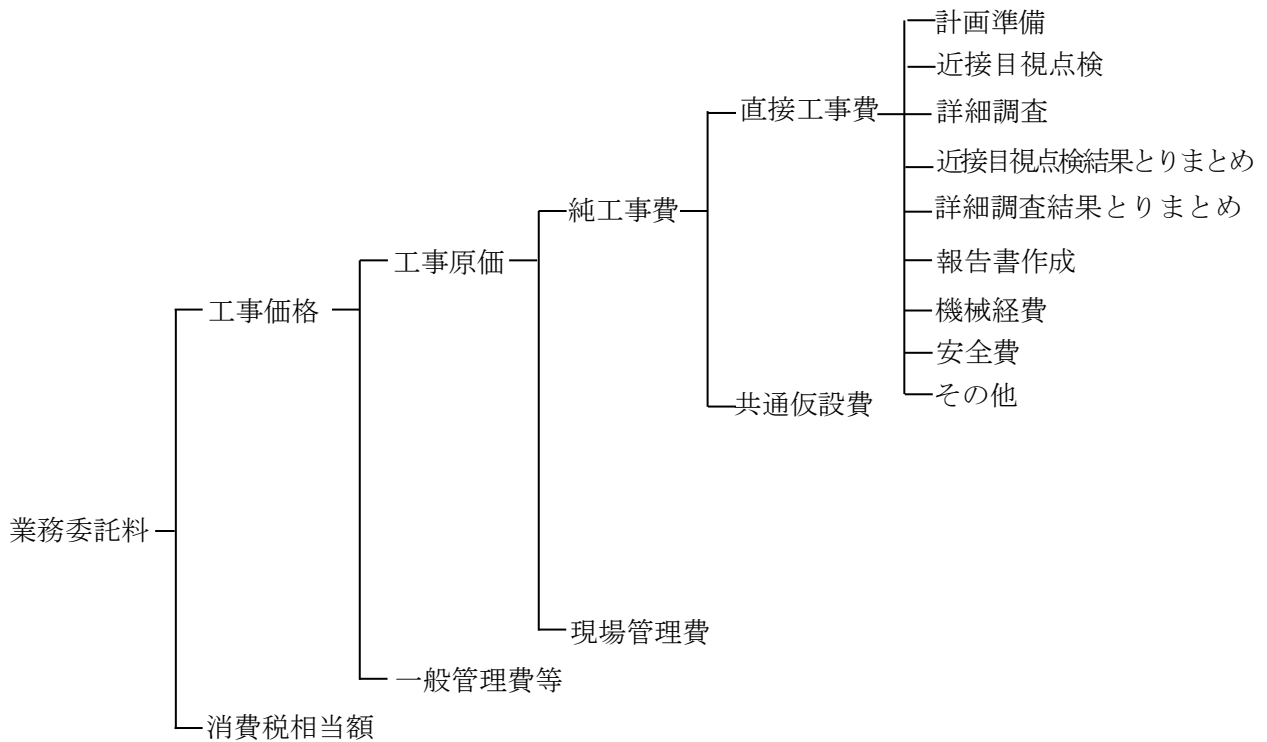 計画準備
近接目視点検
直接工事費
詳細調査
近接目視点検結果とりまとめ
純工事費
詳細調査結果とりまとめ
工事原価
報告書作成
工事価格
機械経費
安全費
その他
共通仮設費
業務委託料
現場管理費
一般管理費等
消費税相当額